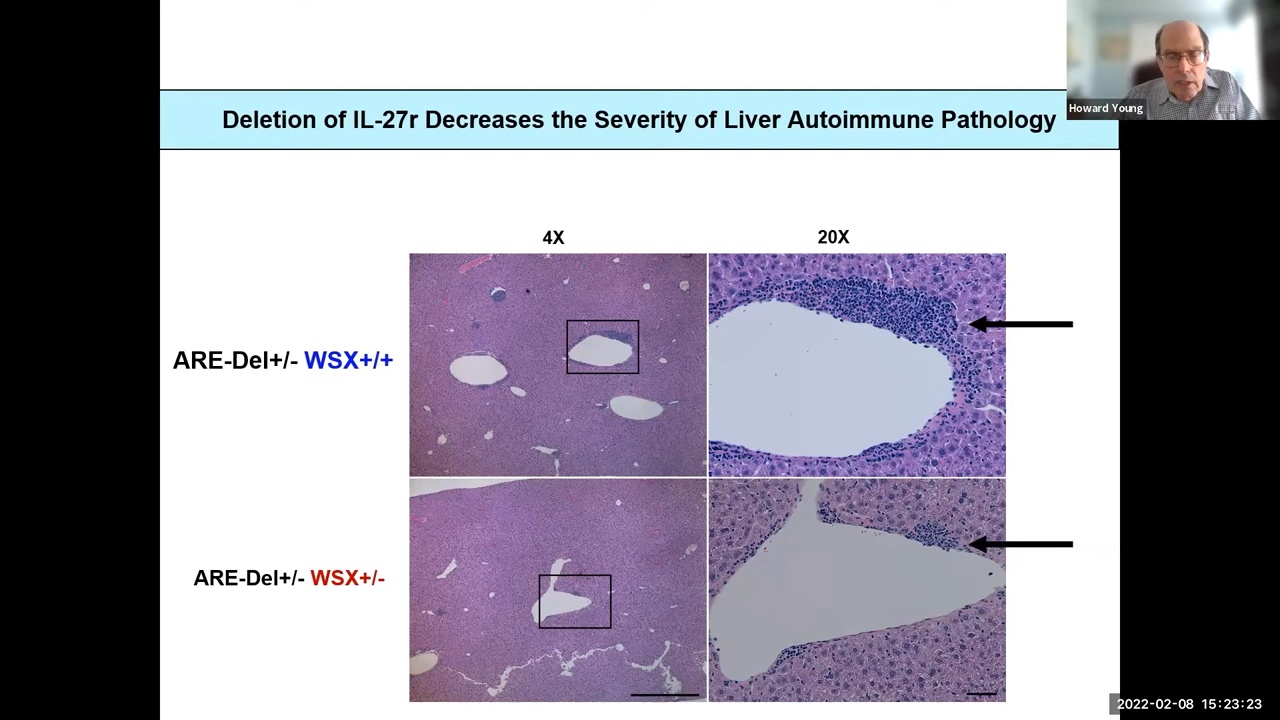 Howard Young
Deletion of IL-27r Decreases the Severity of Liver Autoimmune Pathology
4X
20X
ARE-Del+/- WSX+/+
ARE-Del+/- WSX+/-
2022-02-08 15:23:23